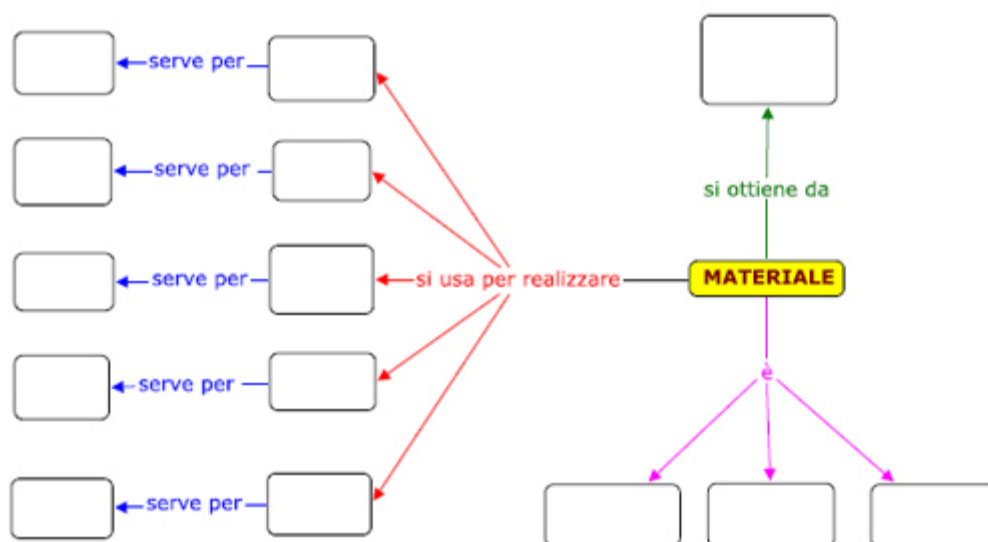 serve per
serve per
si ottiene da
serve per
si usa per realizzare
MATERIALE
è
serve per
serve per